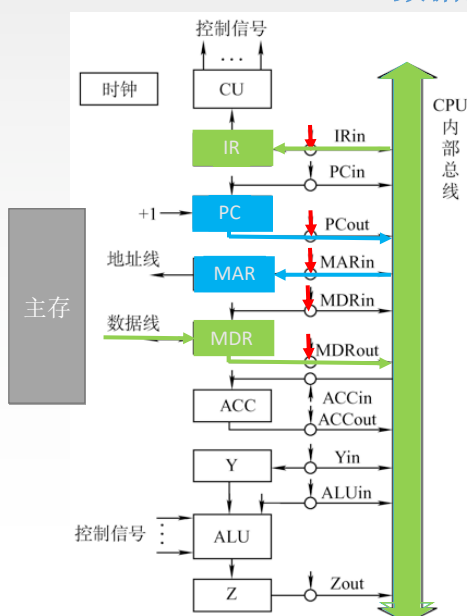 控制信号
…
时钟
CU
CPU
内
部
总
线
IR
IRin
PCin
+1
PC
PCout
地址线
MAR
MARin
主存
MDRin
数据线
MDR
MDRout
ACC
ACCin
ACCout
Y
Yin
ALUin
控制信号
⋮
ALU
Z
Zout